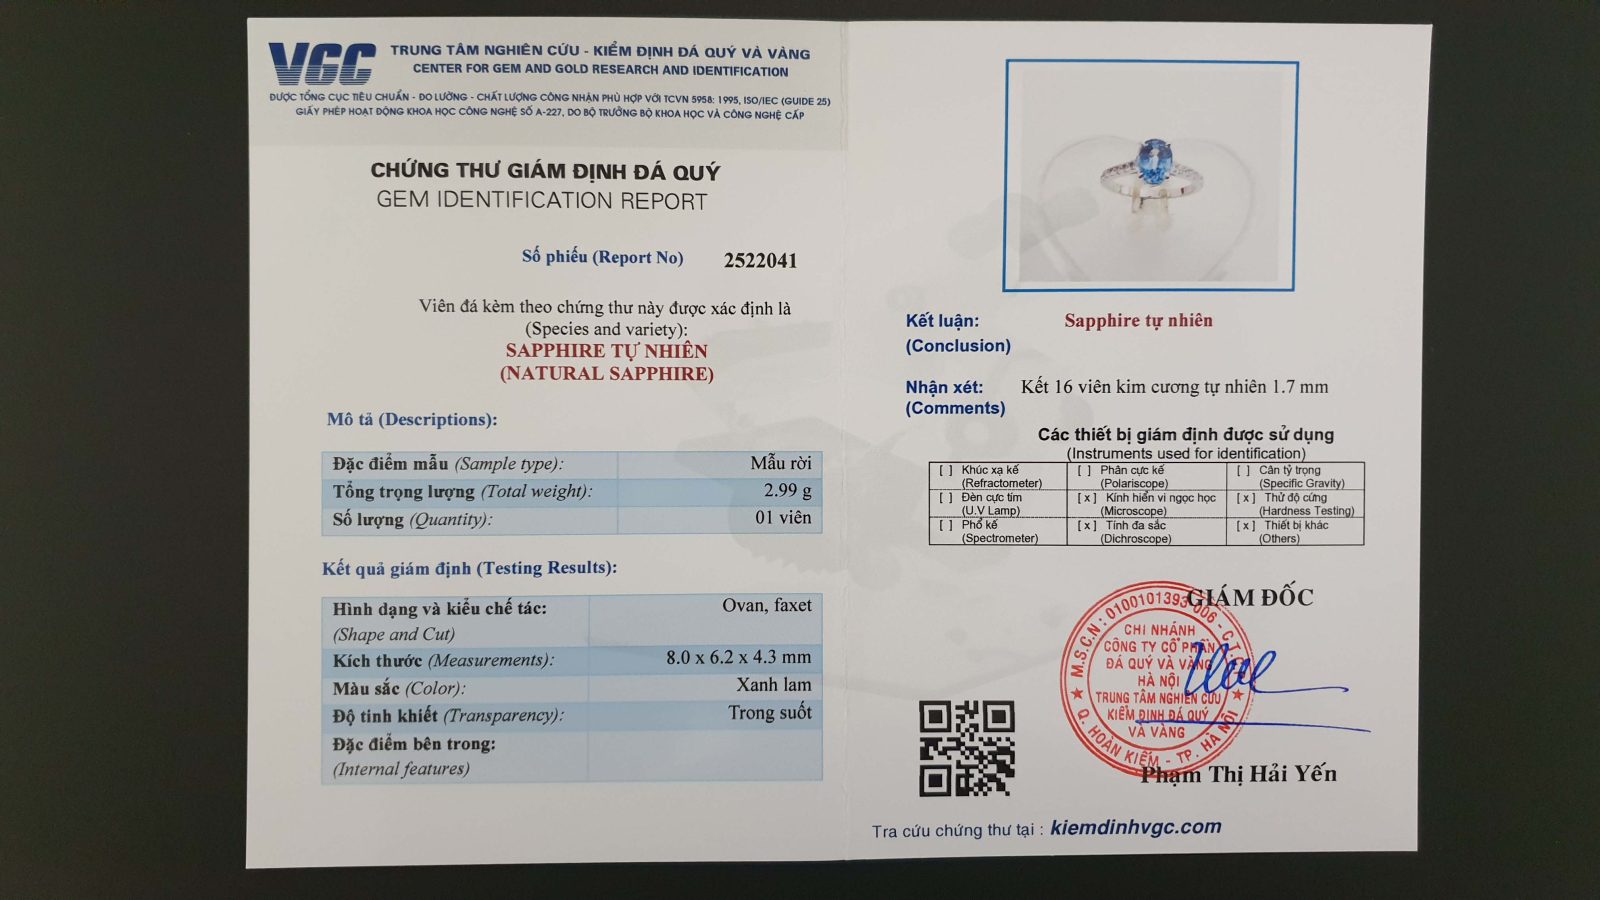 VGC
TRUNG TÂM NGHIÊN CỨU - KIỂM ĐỊNH ĐÁ QUÝ VÀ VÀNG
CENTER FOR GEM AND GOLD RESEARCH AND IDENTIFICATION
ĐƯỢC TỔNG CỤC TIÊU CHUẨN - ĐO LƯỜNG - CHẤT LƯỢNG CÔNG NHẬN PHÙ HỢP VỚI TCVN 5958: 1995, ISO/IEC (GUIDE 25)
GIẤY PHÉP HOẠT ĐỘNG KHOA HỌC CÔNG NGHỆ SỐ A-227, DO BỘ TRƯỞNG BỘ KHOA HỌC VÀ CÔNG NGHỆ CẤP
CHỨNG THƯ GIÁM ĐỊNH ĐÁ QUÝ
GEM IDENTIFICATION REPORT
Số phiếu (Report No) 2522041
Viên đá kèm theo chứng thư này được xác định là
(Species and variety):
SAPPHIRE TỰ NHIÊN
(NATURAL SAPPHIRE)
Mô tả (Descriptions):
Đặc điểm mẫu (Sample type): Mẫu rời
Tổng trọng lượng (Total weight): 2.99 g
Số lượng (Quantity): 01 viên
Kết quả giám định (Testing Results):
Hình dạng và kiểu chế tác: Ovan, faxet
(Shape and Cut)
Kích thước (Measurements): 8.0 x 6.2 x 4.3 mm
Màu sắc (Color): Xanh lam
Độ tinh khiết (Transparency): Trong suốt
Đặc điểm bên trong:
(Internal features)
Kết luận: Sapphire tự nhiên
(Conclusion)
Nhận xét: Kết 16 viên kim cương tự nhiên 1.7 mm
(Comments)
Các thiết bị giám định được sử dụng
(Instruments used for identification)
[ ] Khúc xạ kế [ ] Phân cực kế [ ] Cân tỷ trọng
(Refractometer) (Polariscope) (Specific Gravity)
[ ] Đèn cực tím [x] Kính hiển vi ngọc học [x] Thử độ cứng
(U.V Lamp) (Microscope) (Hardness Testing)
[ ] Phổ kế [x] Tính đa sắc [x] Thiết bị khác
(Spectrometer) (Dichroscope) (Others)
GIÁM ĐỐC
M.S.C.N: 0100101393-006 - C.T.
CHI NHÁNH
CÔNG TY CỔ PHẦN
ĐÁ QUÝ VÀ VÀNG
HÀ NỘI
TRUNG TÂM NGHIÊN CỨU
KIỂM ĐỊNH ĐÁ QUÝ
VÀ VÀNG
Q. HOÀN KIẾM - TP. HÀ NỘI
Phạm Thị Hải Yến
Tra cứu chứng thư tại : kiemdinhvgc.com